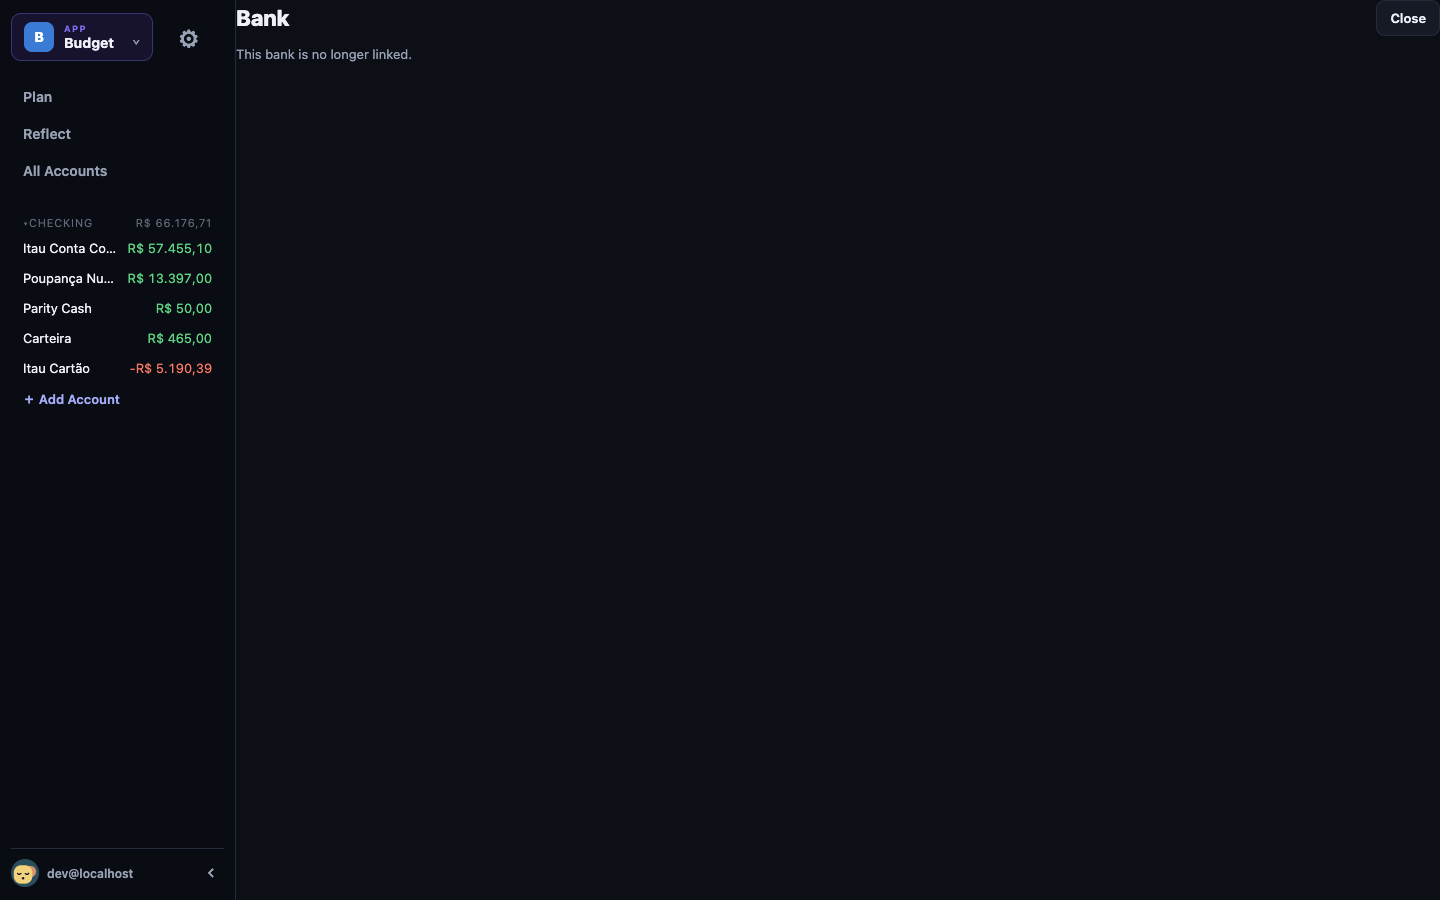 B
APP
Budget
Plan
Reflect
All Accounts
CHECKING R$ 66.176,71
Itau Conta Co... R$ 57.455,10
Poupança Nu... R$ 13.397,00
Parity Cash R$ 50,00
Carteira R$ 465,00
Itau Cartão -R$ 5.190,39
+ Add Account
dev@localhost
Bank
Close
This bank is no longer linked.